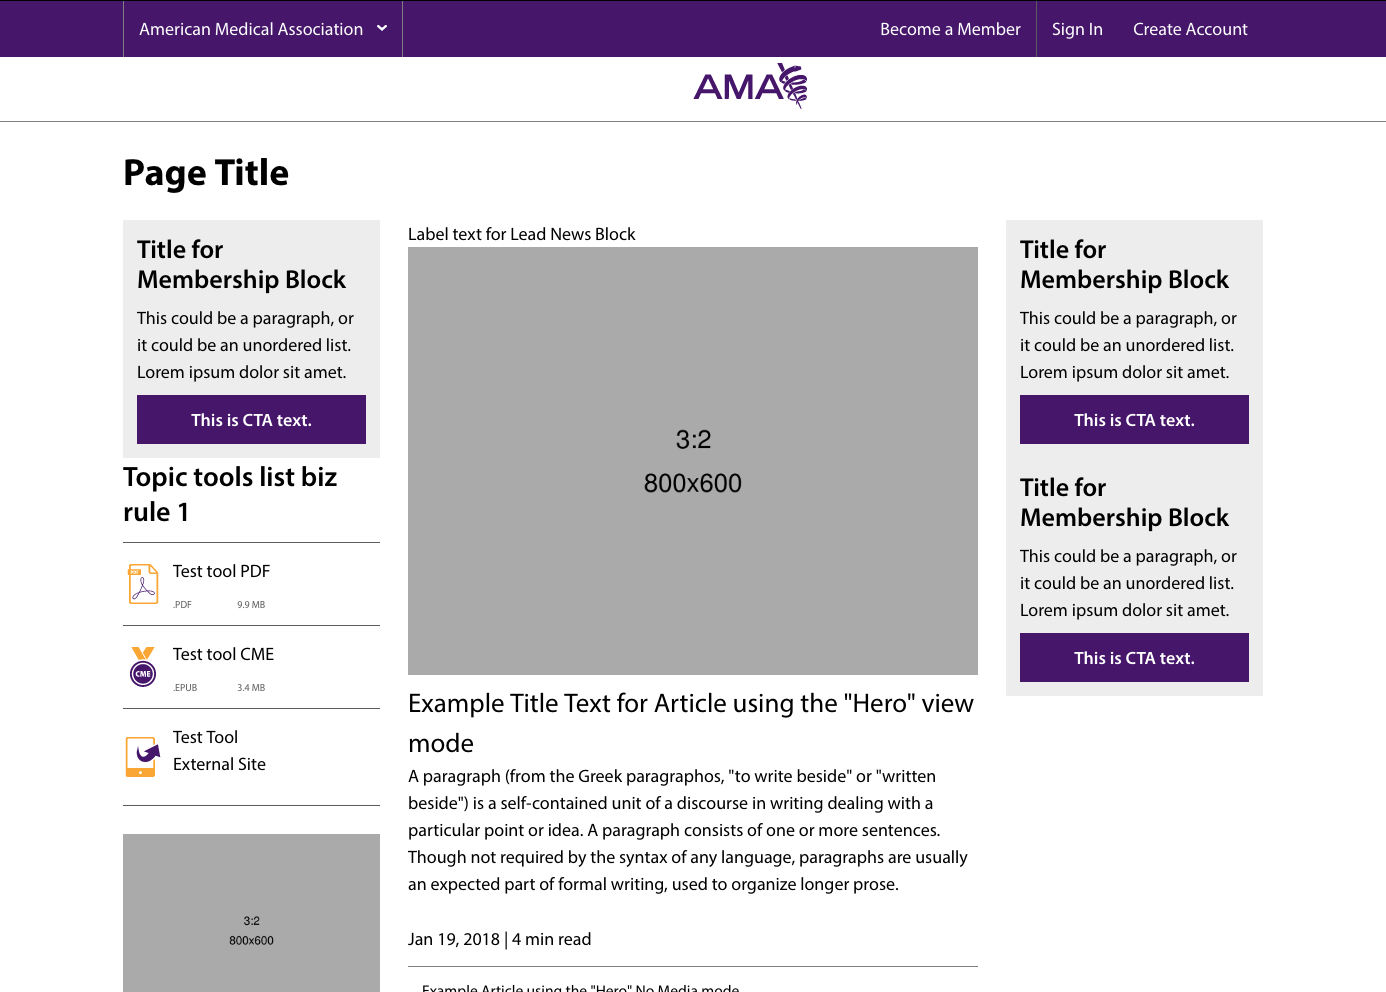 American Medical Association
Become a Member
Sign In
Create Account
AMA
Page Title
Title for
Membership Block
This could be a paragraph, or
it could be an unordered list.
Lorem ipsum dolor sit amet.
This is CTA text.
Topic tools list biz
rule 1
PDF
Test tool PDF
.PDF 9.9 MB
CME
Test tool CME
.EPUB 3.4 MB
Test Tool
External Site
3:2
800x600
Label text for Lead News Block
3:2
800x600
Example Title Text for Article using the "Hero" view
mode
A paragraph (from the Greek paragraphos, "to write beside" or "written
beside") is a self-contained unit of a discourse in writing dealing with a
particular point or idea. A paragraph consists of one or more sentences.
Though not required by the syntax of any language, paragraphs are usually
an expected part of formal writing, used to organize longer prose.
Jan 19, 2018 | 4 min read
Example Article using the "Hero" No Media mode
Title for
Membership Block
This could be a paragraph, or
it could be an unordered list.
Lorem ipsum dolor sit amet.
This is CTA text.
Title for
Membership Block
This could be a paragraph, or
it could be an unordered list.
Lorem ipsum dolor sit amet.
This is CTA text.